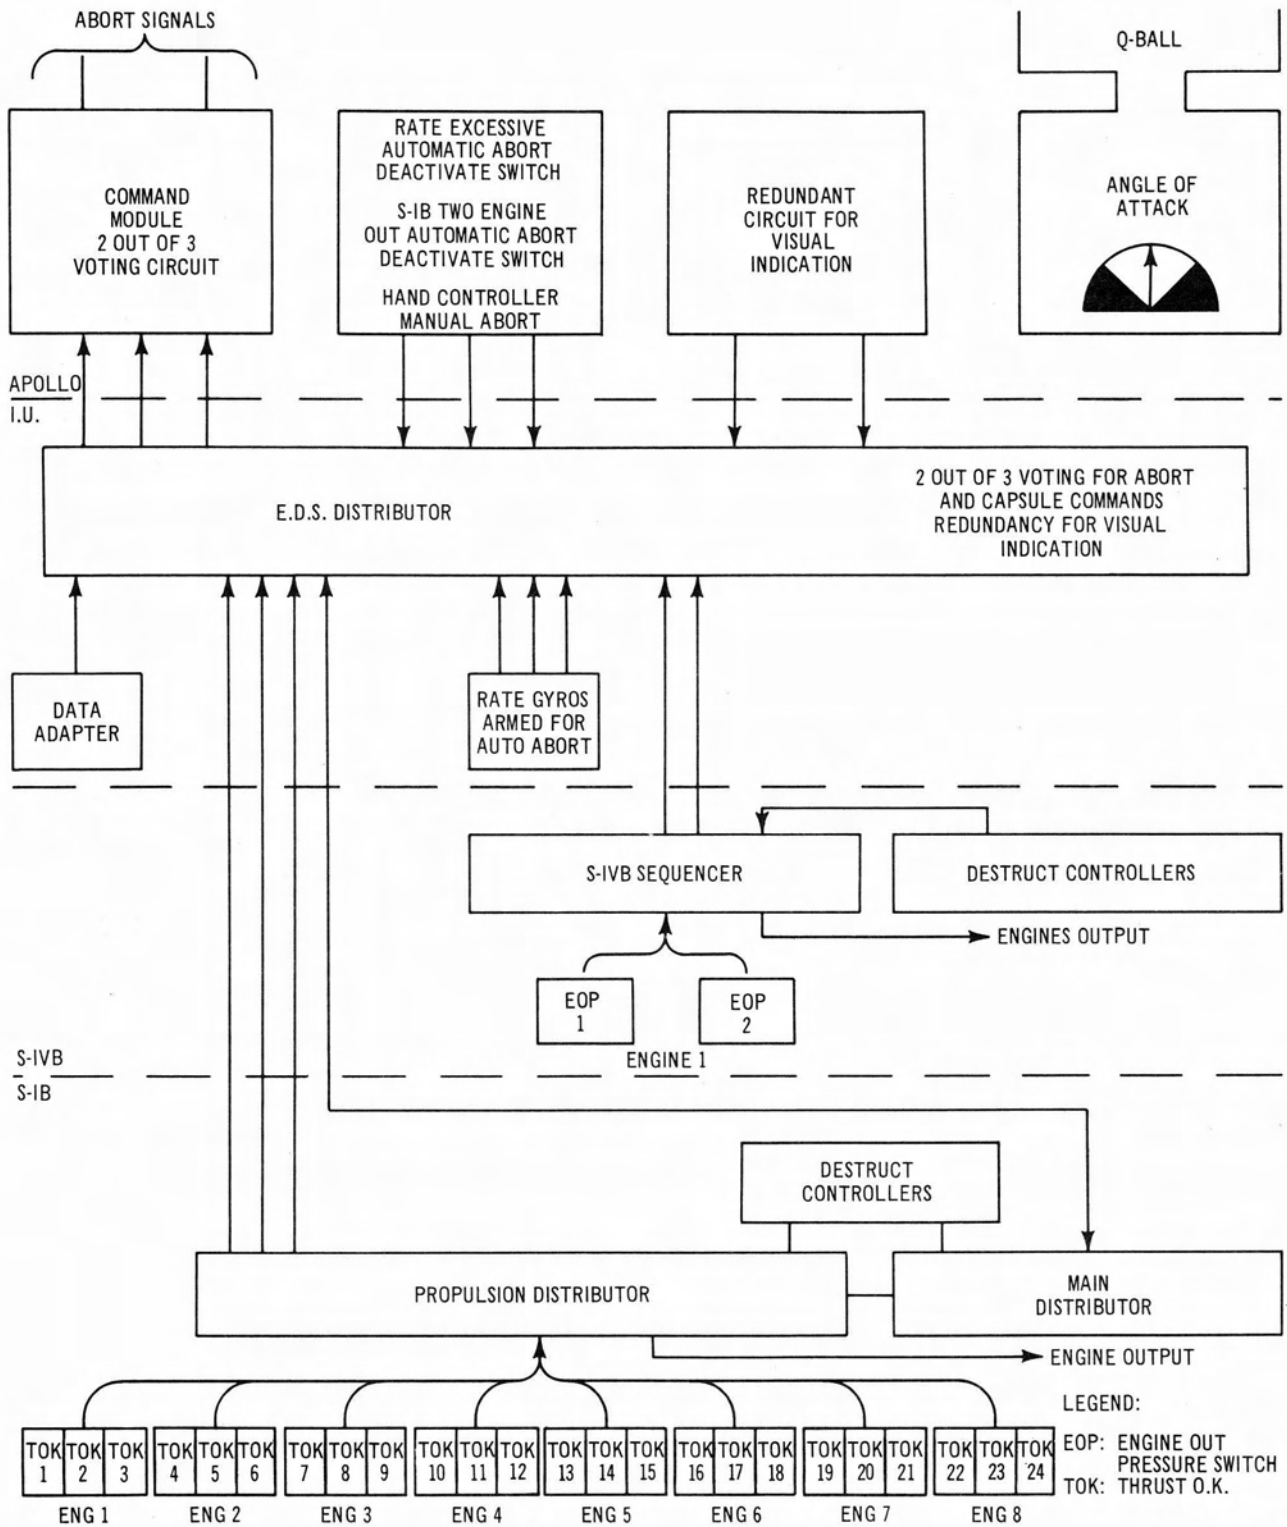 ABORT SIGNALS
Q-BALL
COMMAND
MODULE
2 OUT OF 3
VOTING CIRCUIT
RATE EXCESSIVE
AUTOMATIC ABORT
DEACTIVATE SWITCH
S-IB TWO ENGINE
OUT AUTOMATIC ABORT
DEACTIVATE SWITCH
HAND CONTROLLER
MANUAL ABORT
REDUNDANT
CIRCUIT FOR
VISUAL
INDICATION
ANGLE OF
ATTACK
APOLLO
I.U.
E.D.S. DISTRIBUTOR
2 OUT OF 3 VOTING FOR ABORT
AND CAPSULE COMMANDS
REDUNDANCY FOR VISUAL
INDICATION
DATA
ADAPTER
RATE GYROS
ARMED FOR
AUTO ABORT
S-IVB SEQUENCER
DESTRUCT CONTROLLERS
ENGINES OUTPUT
EOP
1
EOP
2
ENGINE 1
S-IVB
S-IB
DESTRUCT
CONTROLLERS
PROPULSION DISTRIBUTOR
MAIN
DISTRIBUTOR
ENGINE OUTPUT
TOK TOK TOK TOK TOK TOK TOK TOK TOK TOK TOK TOK TOK TOK TOK TOK TOK TOK TOK TOK TOK TOK TOK TOK
1 2 3 4 5 6 7 8 9 10 11 12 13 14 15 16 17 18 19 20 21 22 23 24
ENG 1 ENG 2 ENG 3 ENG 4 ENG 5 ENG 6 ENG 7 ENG 8
LEGEND:
EOP: ENGINE OUT
PRESSURE SWITCH
TOK: THRUST O.K.